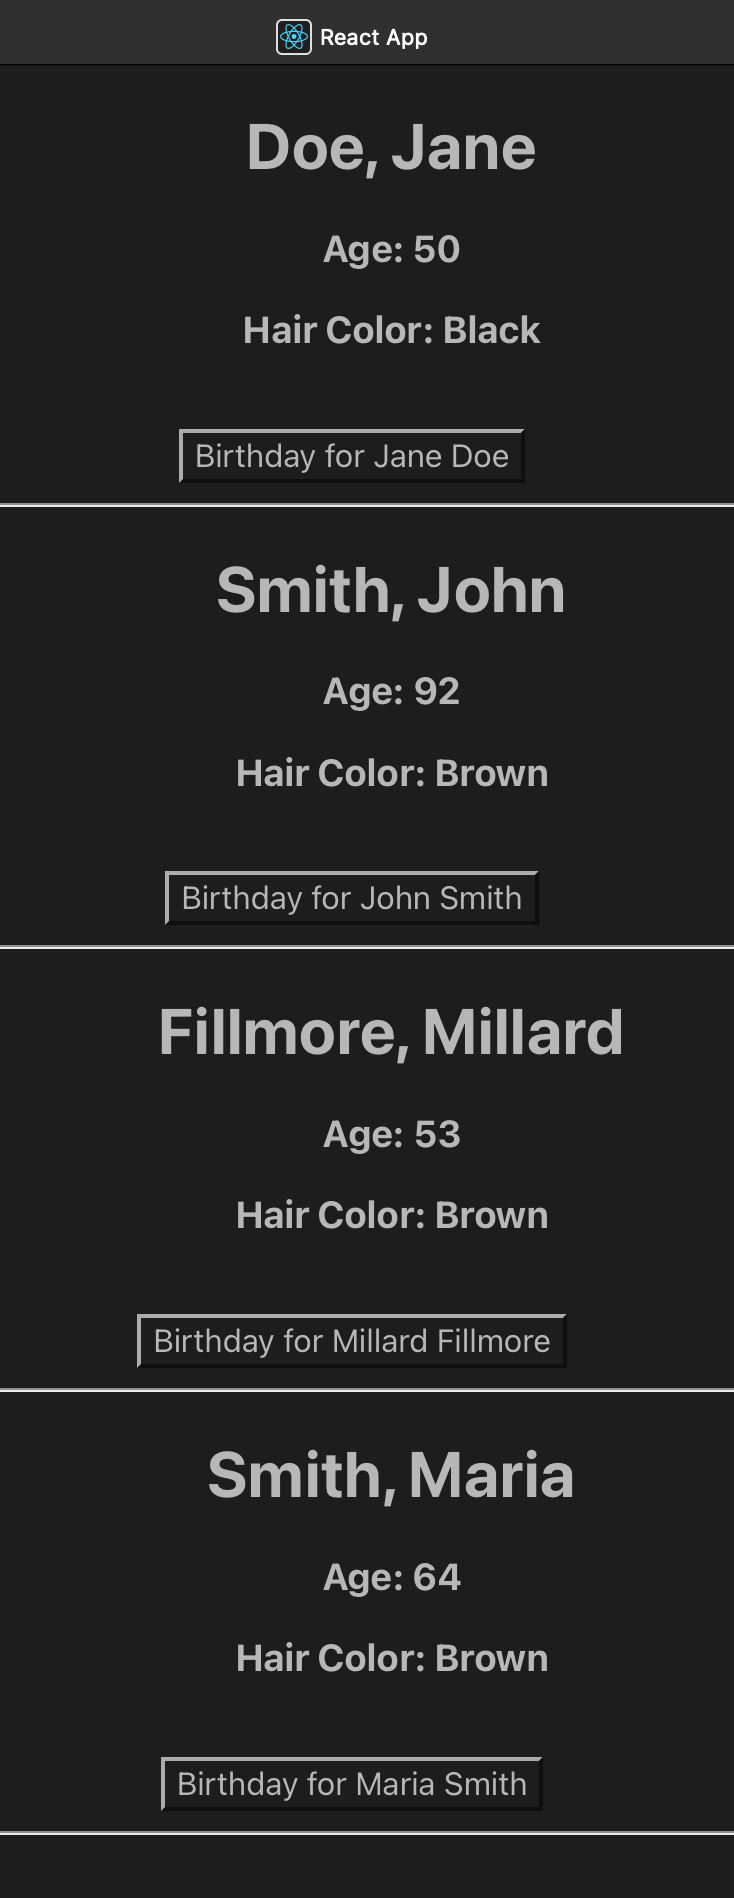 React App
Doe, Jane
Age: 50
Hair Color: Black
Birthday for Jane Doe
Smith, John
Age: 92
Hair Color: Brown
Birthday for John Smith
Fillmore, Millard
Age: 53
Hair Color: Brown
Birthday for Millard Fillmore
Smith, Maria
Age: 64
Hair Color: Brown
Birthday for Maria Smith